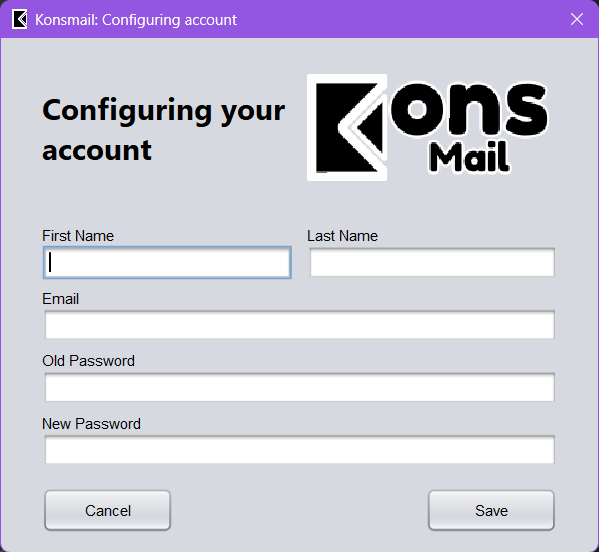 Konsmail: Configuring account
Configuring your
account
Kons
Mail
First Name
Last Name
Email
Old Password
New Password
Cancel
Save